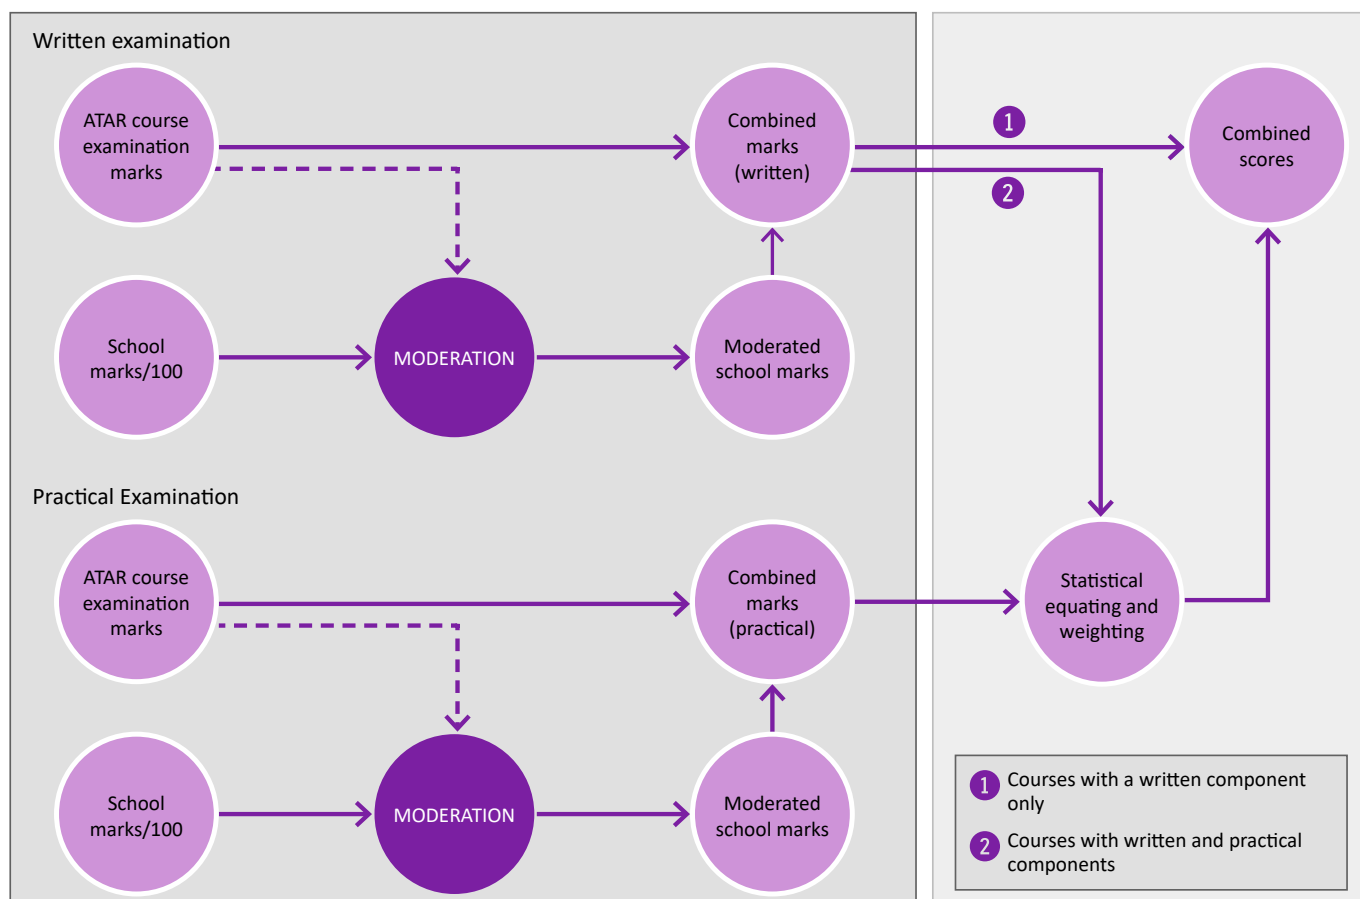 Written examination
ATAR course
examination
marks
Combined
marks
(written)
1
2
Combined
scores
School
marks/100
MODERATION
Moderated
school marks
Practical Examination
ATAR course
examination
marks
Combined
marks
(practical)
Statistical
equating and
weighting
School
marks/100
MODERATION
Moderated
school marks
1 Courses with a written component
only
2 Courses with written and practical
components